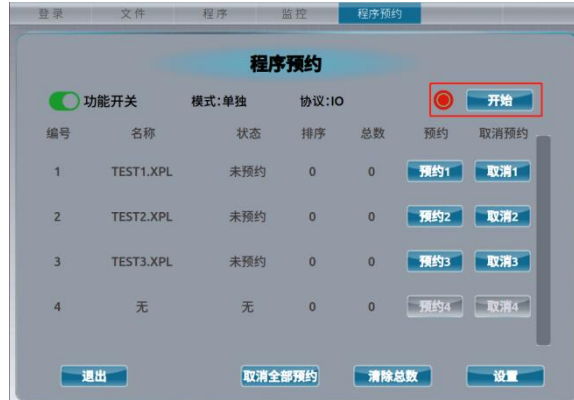 登录 文件 程序 监控 程序预约
程序预约
功能开关 模式:单独 协议:IO 开始
编号 名称 状态 排序 总数 预约 取消预约
1 TEST1.XPL 未预约 0 0 预约1 取消1
2 TEST2.XPL 未预约 0 0 预约2 取消2
3 TEST3.XPL 未预约 0 0 预约3 取消3
4 无 无 0 0 预约4 取消4
退出 取消全部预约 清除总数 设置